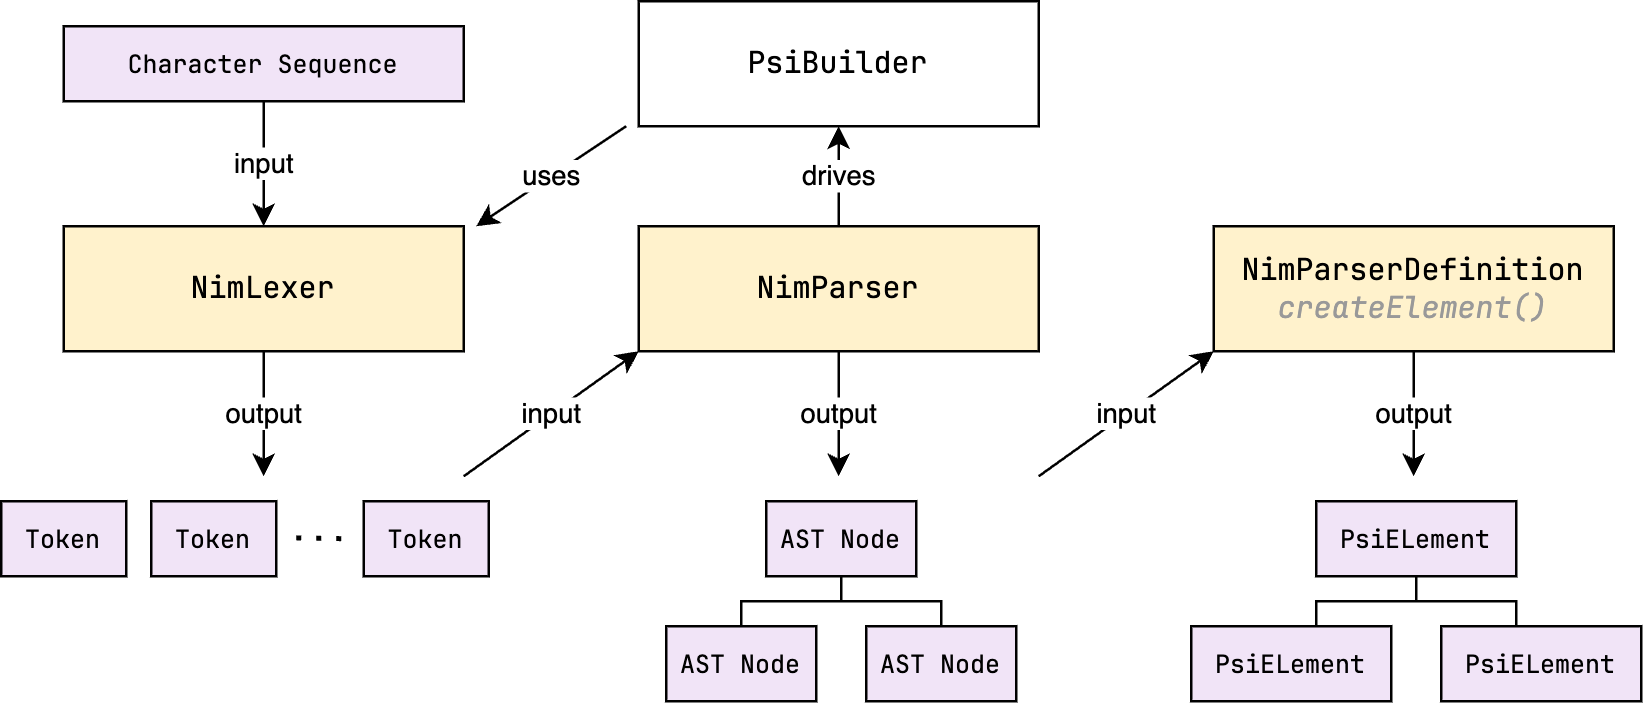 Character Sequence
PsiBuilder
input
uses
drives
NimLexer
NimParser
NimParserDefinition
createElement()
output
input
output
input
output
Token
Token
...
Token
AST Node
PsiELement
AST Node
AST Node
PsiELement
PsiELement